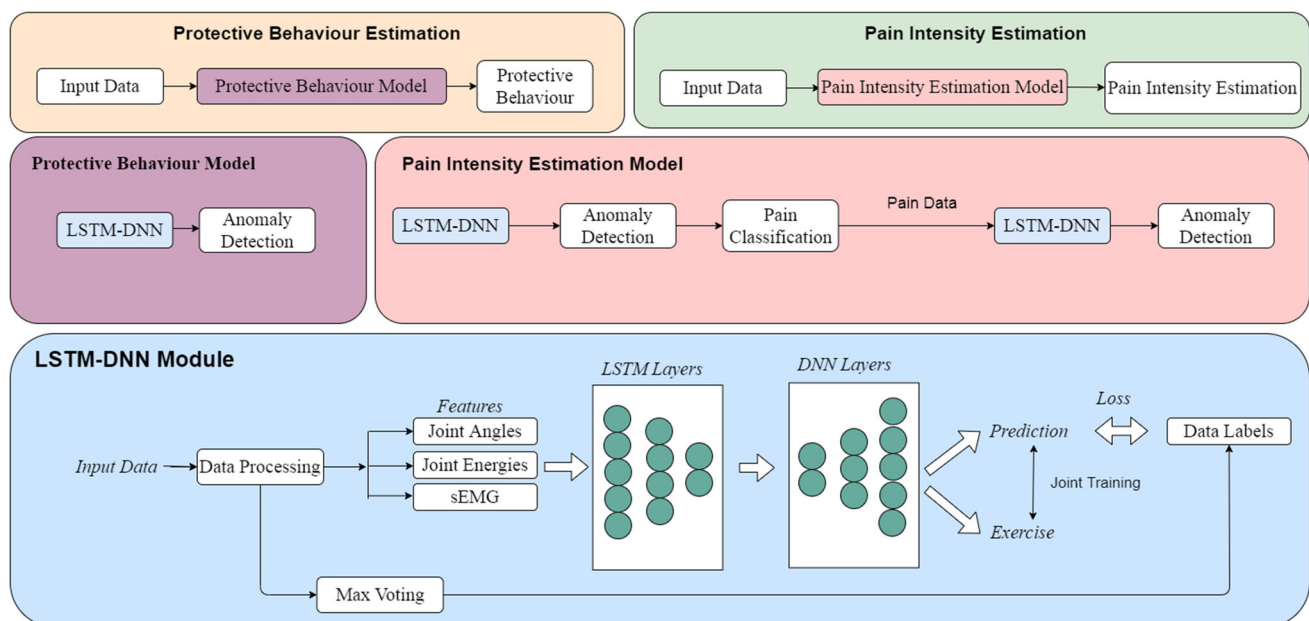 Protective Behaviour Estimation
Input Data
Protective Behaviour Model
Protective
Behaviour
Pain Intensity Estimation
Input Data
Pain Intensity Estimation Model
Pain Intensity Estimation
Protective Behaviour Model
LSTM-DNN
Anomaly
Detection
Pain Intensity Estimation Model
LSTM-DNN
Anomaly
Detection
Pain
Classification
Pain Data
LSTM-DNN
Anomaly
Detection
LSTM-DNN Module
Input Data
Data Processing
Features
Joint Angles
Joint Energies
sEMG
LSTM Layers
DNN Layers
Prediction
Joint Training
Exercise
Loss
Data Labels
Max Voting